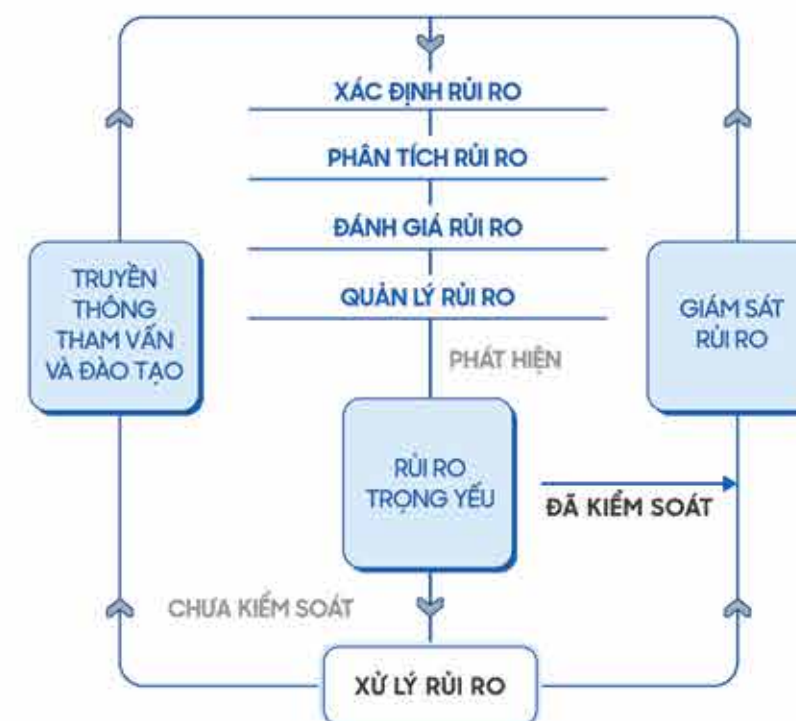 XÁC ĐỊNH RỦI RO
PHÂN TÍCH RỦI RO
ĐÁNH GIÁ RỦI RO
QUẢN LÝ RỦI RO
PHÁT HIỆN
TRUYỀN
THÔNG
THAM VẤN
VÀ ĐÀO TẠO
GIÁM SÁT
RỦI RO
RỦI RO
TRỌNG YẾU
ĐÃ KIỂM SOÁT
CHƯA KIỂM SOÁT
XỬ LÝ RỦI RO